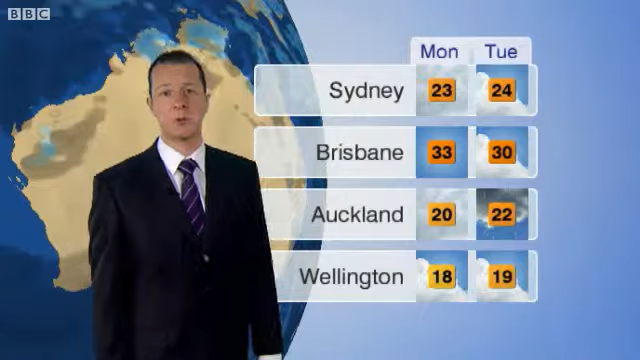 BBC
Mon Tue
Sydney 23 24
Brisbane 33 30
Auckland 20 22
Wellington 18 19